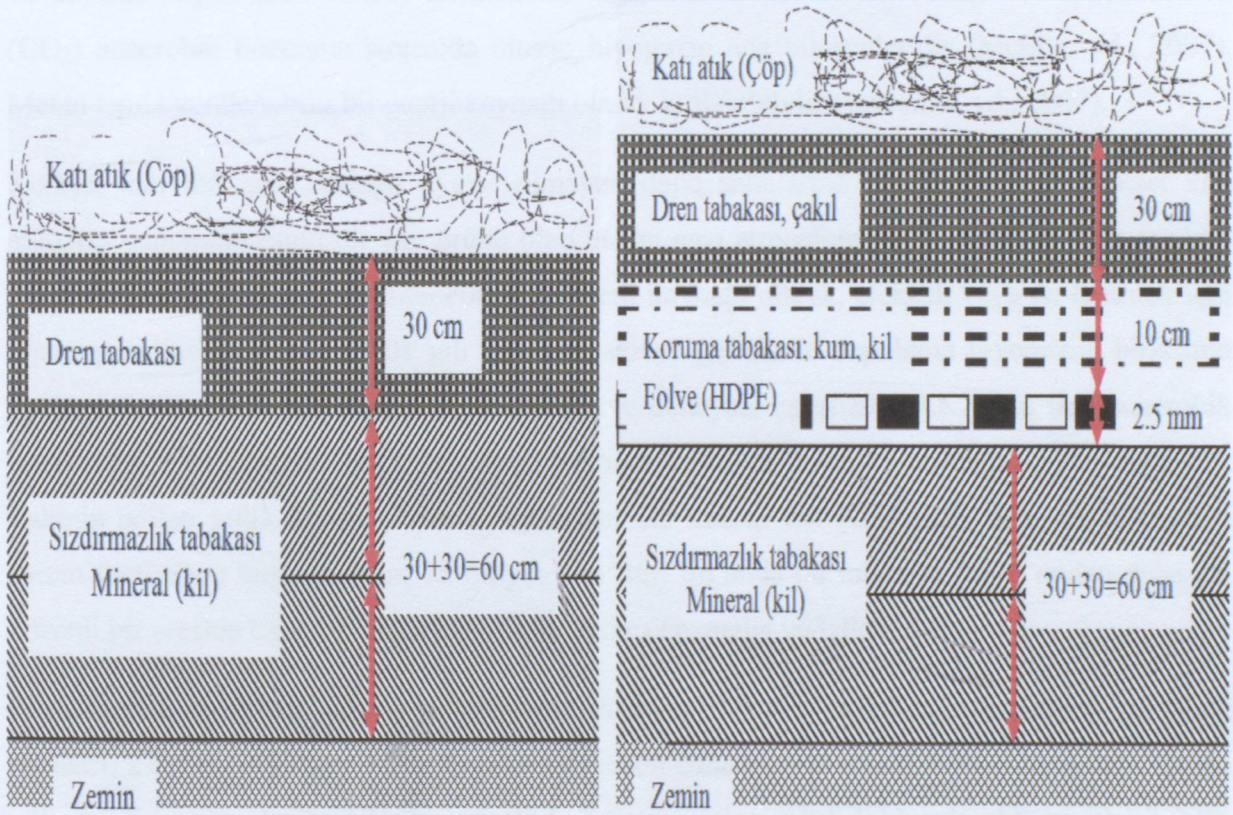 Katı atık (Çöp)
Dren tabakası
30 cm
Sızdırmazlık tabakası
Mineral (kil)
30+30=60 cm
Zemin
Katı atık (Çöp)
Dren tabakası, çakıl
30 cm
Koruma tabakası, kum, kil
10 cm
Folve (HDPE)
2.5 mm
Sızdırmazlık tabakası
Mineral (kil)
30+30=60 cm
Zemin